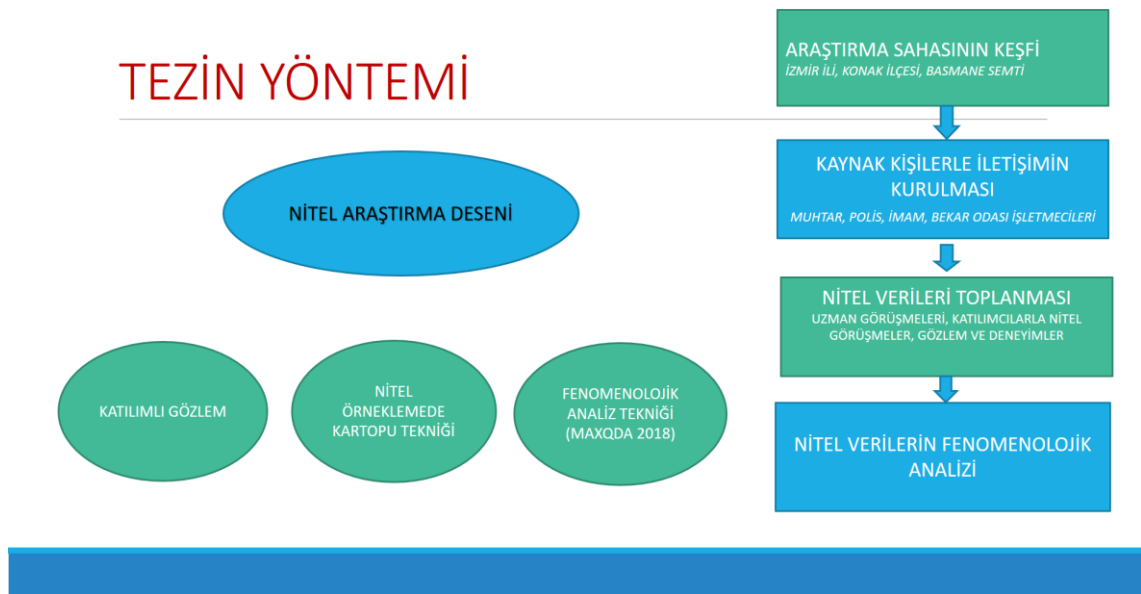 TEZİN YÖNTEMİ
NİTEL ARAŞTIRMA DESENİ
KATILIMLI GÖZLEM
NİTEL
ÖRNEKLEMEDE
KARTOPU TEKNİĞİ
FENOMENOLOJİK
ANALİZ TEKNİĞİ
(MAXQDA 2018)
ARAŞTIRMA SAHASININ KEŞFİ
İZMİR İLİ, KONAK İLÇESİ, BASMANE SEMTİ
KAYNAK KİŞİLERLE İLETİŞİMİN
KURULMASI
MUHTAR, POLİS, İMAM, BEKAR ODASI İŞLETMECİLERİ
NİTEL VERİLERİ TOPLANMASI
UZMAN GÖRÜŞMELERİ, KATILIMCILARLA NİTEL
GÖRÜŞMELER, GÖZLEM VE DENEYİMLER
NİTEL VERİLERİN FENOMENOLOJİK
ANALİZİ